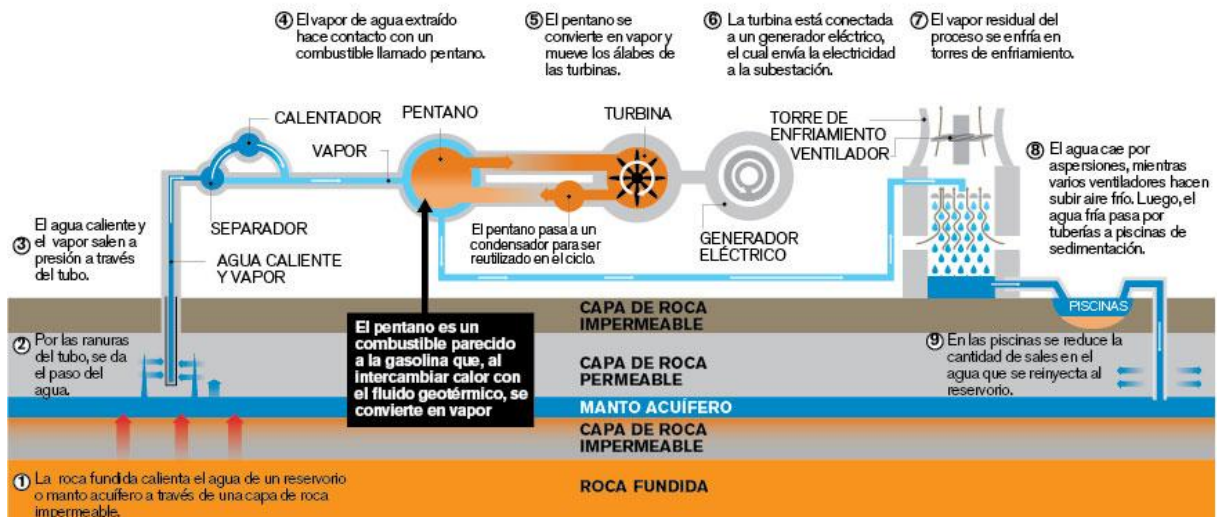 ④ El vapor de agua extraído
hace contacto con un
combustible llamado pentano.
⑤ El pentano se
convierte en vapor y
mueve los álabes de
las turbinas.
⑥ La turbina está conectada
a un generador eléctrico,
el cual envía la electricidad
a la subestación.
⑦ El vapor residual del
proceso se enfría en
torres de enfriamiento.
CALENTADOR
PENTANO
TURBINA
TORRE DE
ENFRIAMIENTO
VENTILADOR
VAPOR
⑧ El agua cae por
aspersiones, mientras
varios ventiladores hacen
subir aire frío. Luego, el
agua fría pasa por
tuberías a piscinas de
sedimentación.
③ El agua caliente y
el vapor salen a
presión a través
del tubo.
SEPARADOR
AGUA CALIENTE
Y VAPOR
El pentano pasa a un
condensador para ser
reutilizado en el ciclo.
GENERADOR
ELÉCTRICO
PISCINAS
CAPA DE ROCA
IMPERMEABLE
② Por las ranuras
del tubo, se da
el paso del
agua.
El pentano es un
combustible parecido
a la gasolina que, al
intercambiar calor con
el fluido geotérmico, se
convierte en vapor
CAPA DE ROCA
PERMEABLE
⑨ En las piscinas se reduce la
cantidad de sales en el
agua que se reinyecta al
reservorio.
MANTO ACUÍFERO
CAPA DE ROCA
IMPERMEABLE
① La roca fundida calienta el agua de un reservorio
o manto acuífero a través de una capa de roca
impermeable.
ROCA FUNDIDA